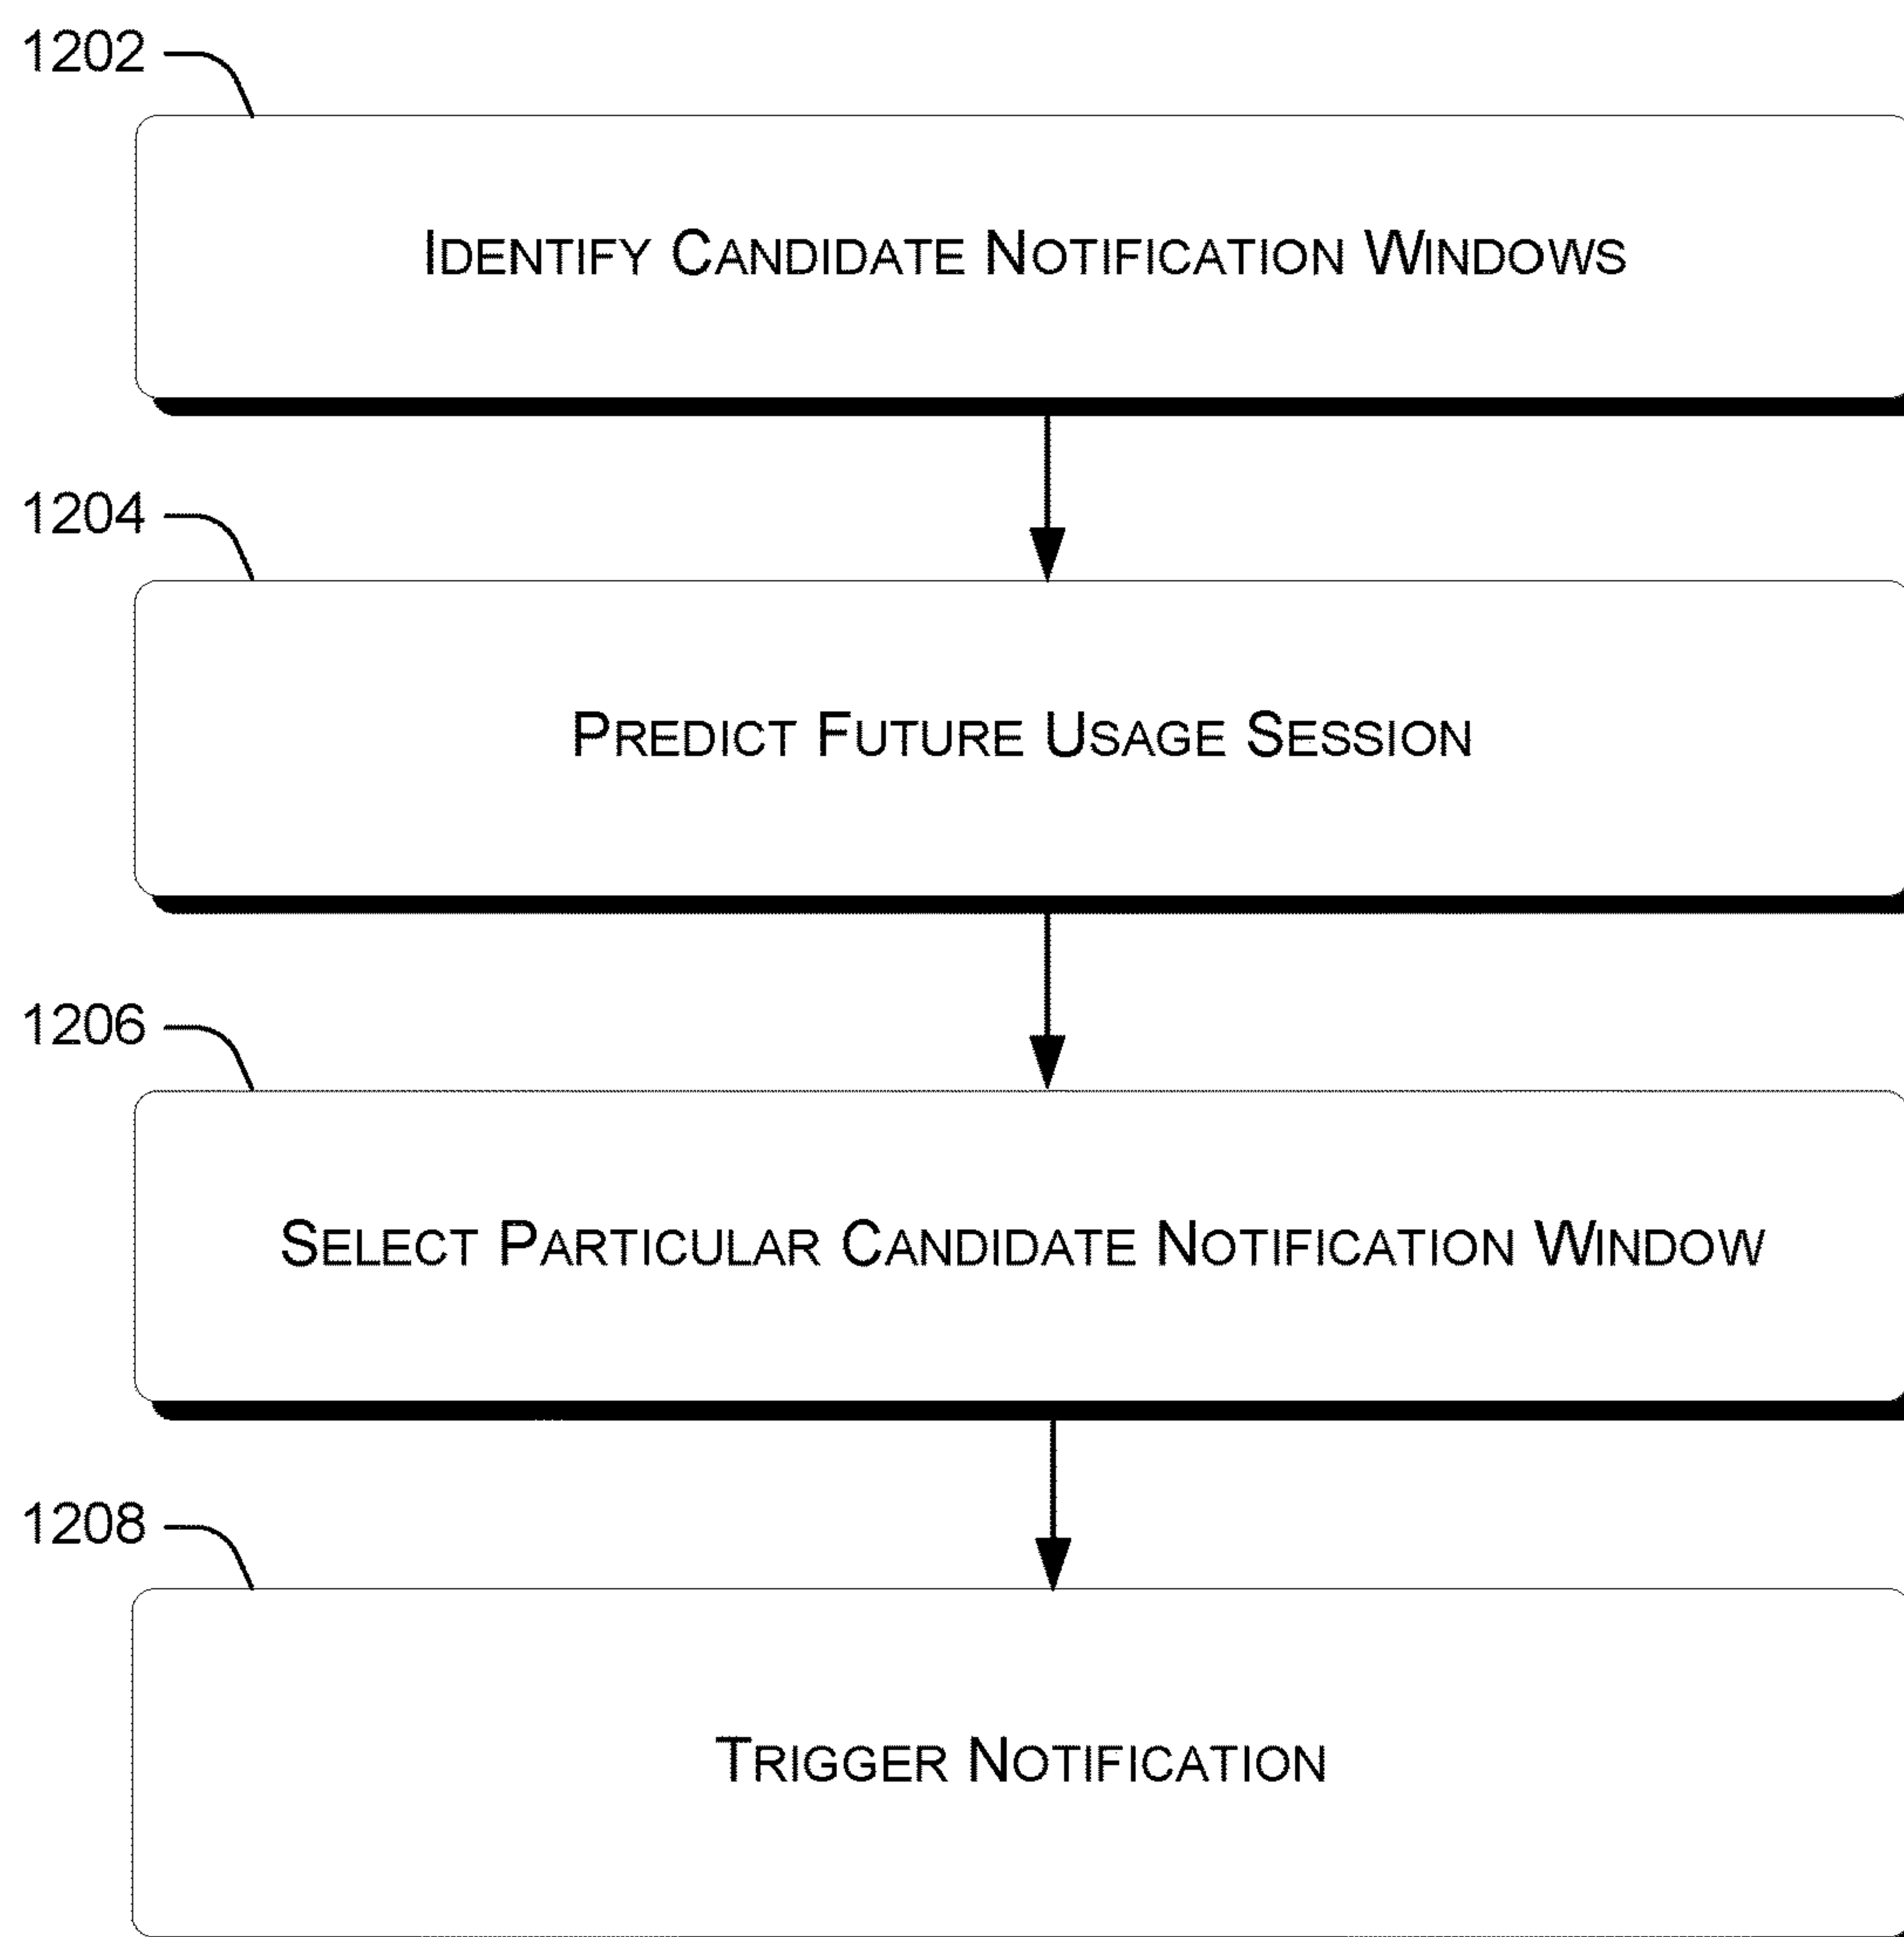 1202
IDENTIFY CANDIDATE NOTIFICATION WINDOWS
1204
PREDICT FUTURE USAGE SESSION
1206
SELECT PARTICULAR CANDIDATE NOTIFICATION WINDOW
1208
TRIGGER NOTIFICATION